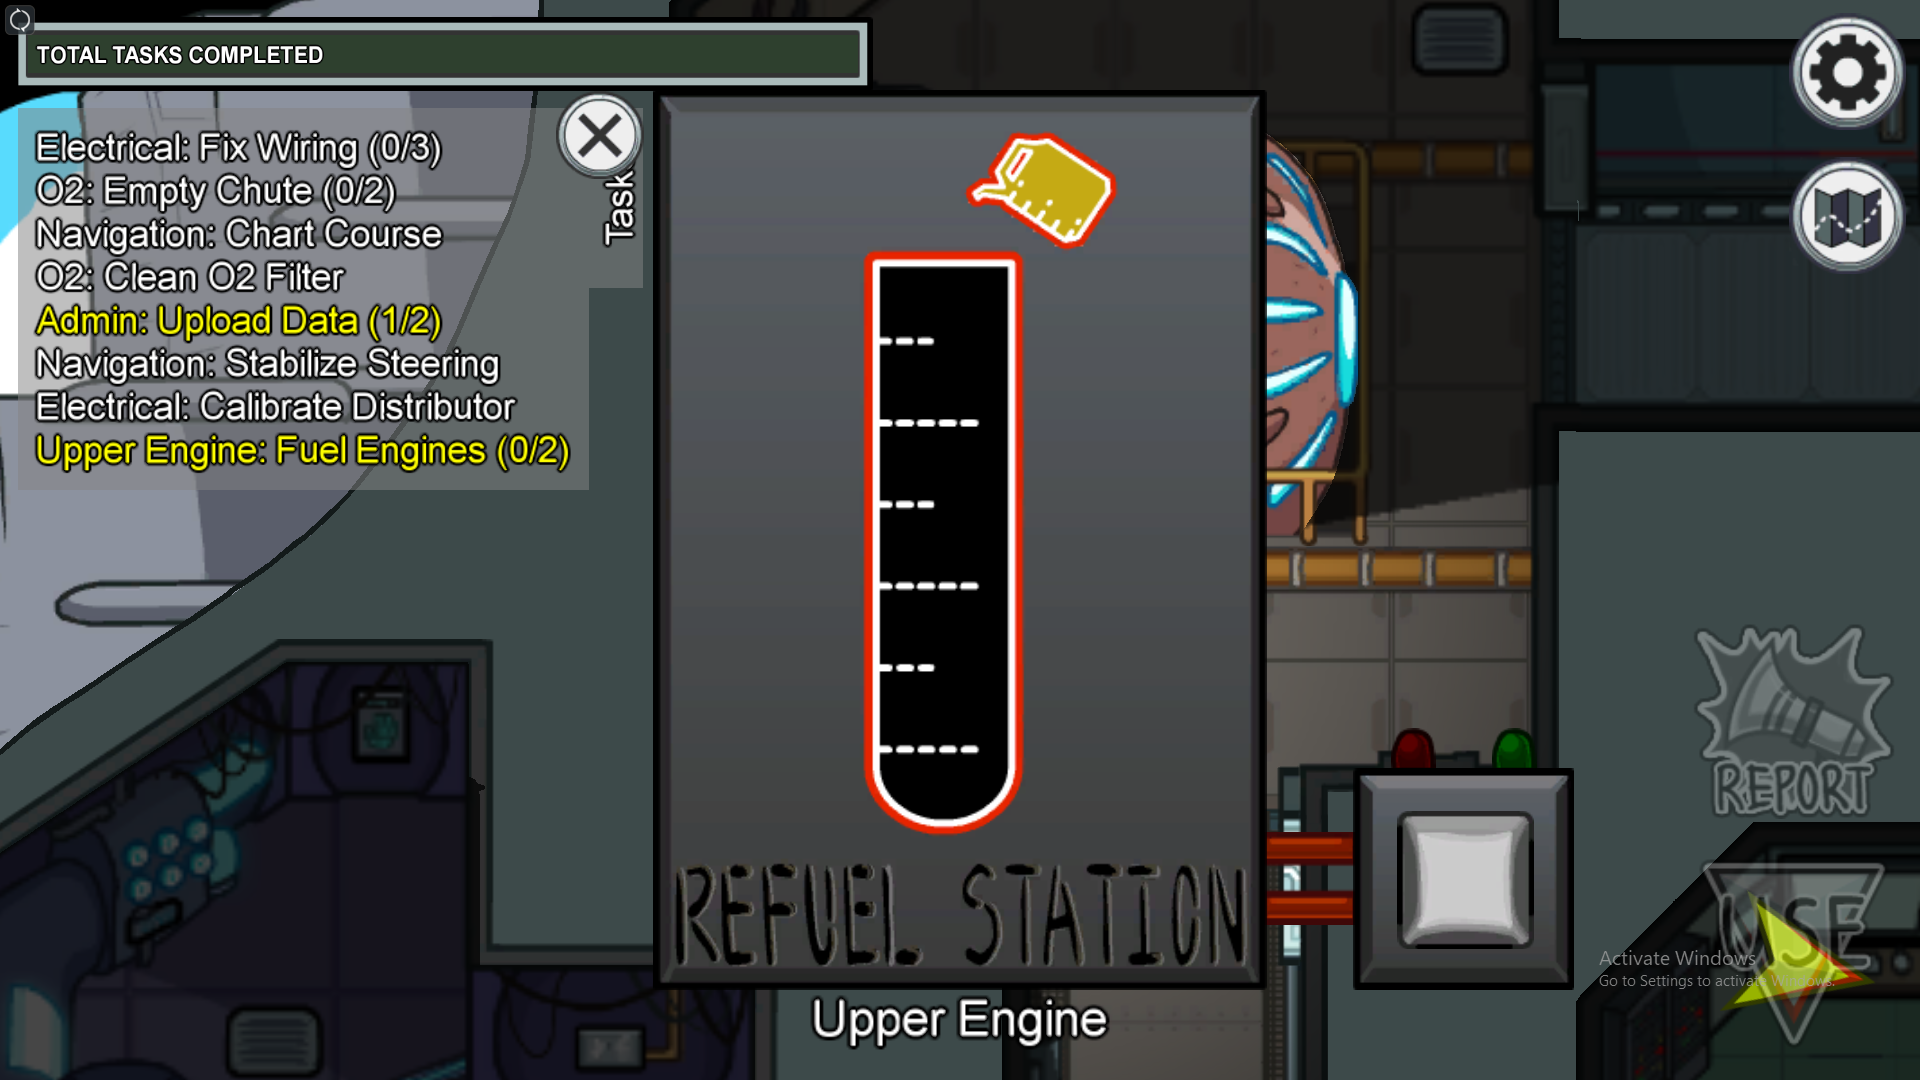 TOTAL TASKS COMPLETED
Electrical: Fix Wiring (0/3)
O2: Empty Chute (0/2)
Navigation: Chart Course
O2: Clean O2 Filter
Admin: Upload Data (1/2)
Navigation: Stabilize Steering
Electrical: Calibrate Distributor
Upper Engine: Fuel Engines (0/2)
Task
REFUEL STATION
REPORT
USE
Activate Windows
Go to Settings to activate Windows.
Upper Engine